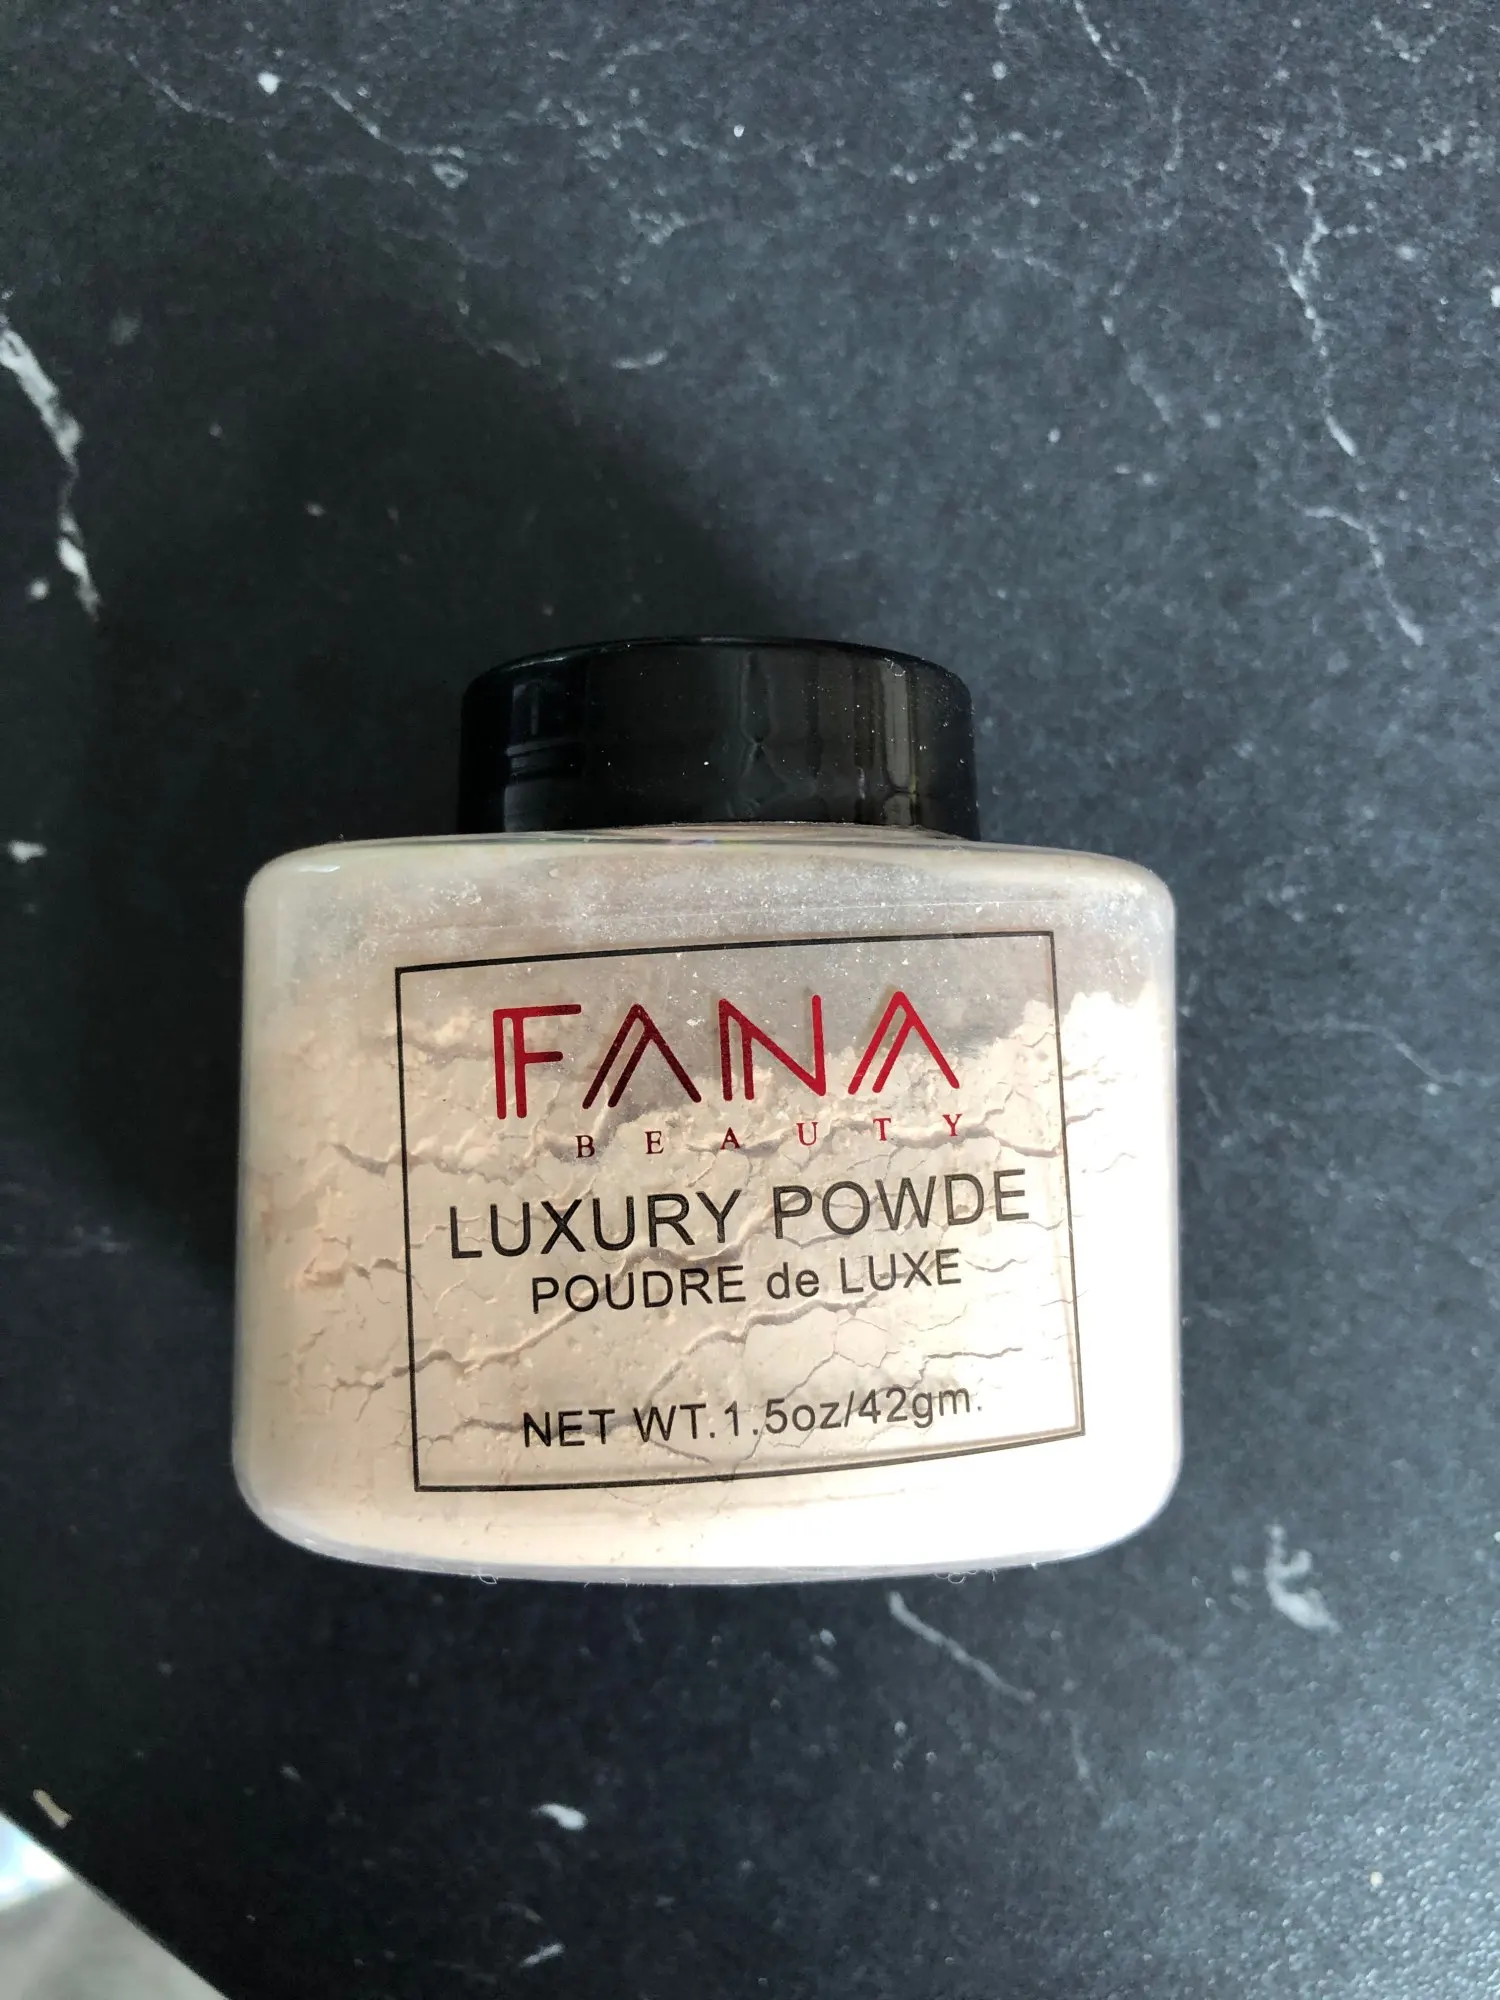 FANA
BEAUTY
LUXURY POWDE
POUDRE de LUXE
NET WT.1.5oz/42gm.